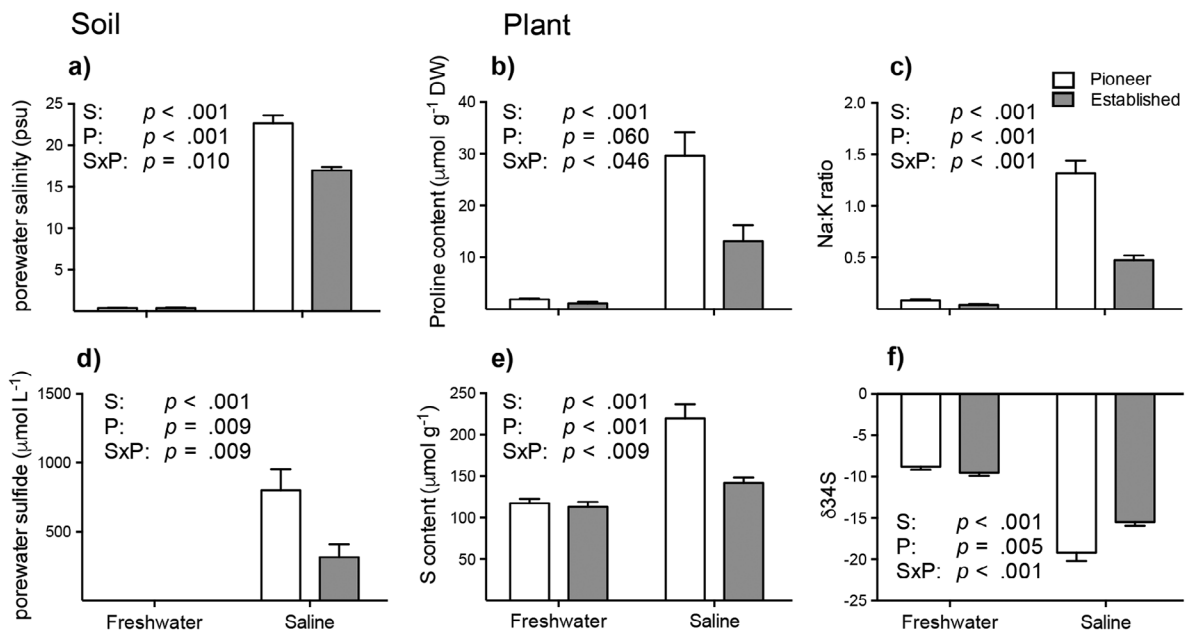 Soil
Plant
a)
porewater salinity (psu)
25
20
15
10
5
S: p < .001
P: p < .001
SxP: p = .010
b)
Proline content (μmol g⁻¹ DW)
40
30
20
10
S: p < .001
P: p = .060
SxP: p < .046
c)
Pioneer
Established
Na:K ratio
2.0
1.5
1.0
0.5
S: p < .001
P: p < .001
SxP: p < .001
d)
porewater sulfide (μmol L⁻¹)
1500
1000
500
S: p < .001
P: p = .009
SxP: p = .009
Freshwater
Saline
e)
S content (μmol g⁻¹)
250
200
150
100
50
S: p < .001
P: p < .001
SxP: p < .009
Freshwater
Saline
f)
δ34S
0
-5
-10
-15
-20
-25
S: p < .001
P: p = .005
SxP: p < .001
Freshwater
Saline